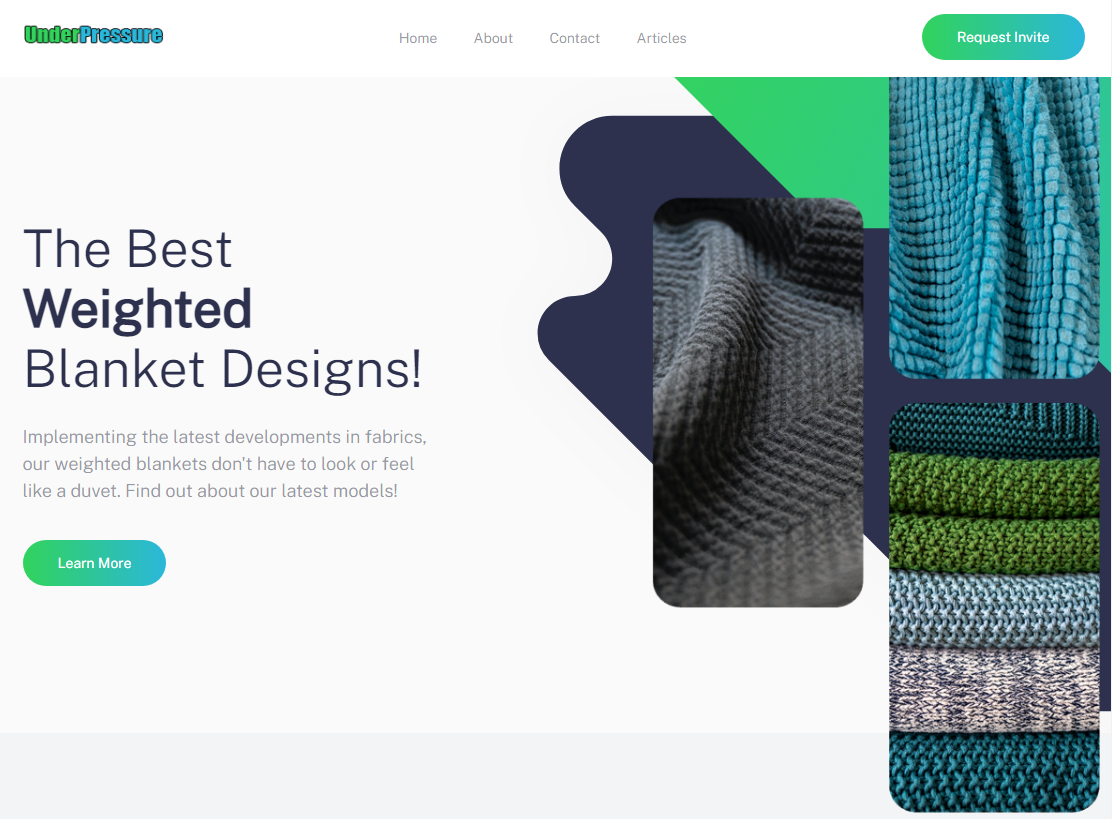 UnderPressure
Home
About
Contact
Articles
Request Invite
The Best
Weighted
Blanket Designs!
Implementing the latest developments in fabrics,
our weighted blankets don't have to look or feel
like a duvet. Find out about our latest models!
Learn More